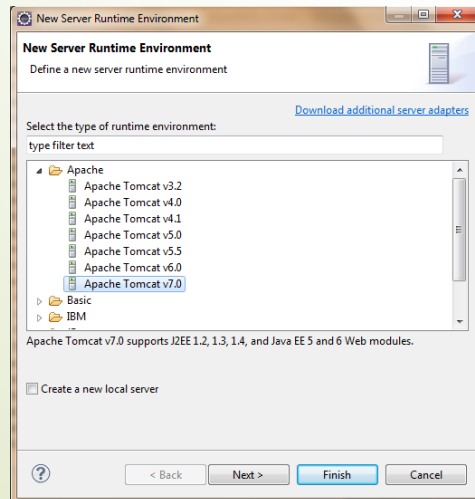 New Server Runtime Environment
New Server Runtime Environment
Define a new server runtime environment
Download additional server adapters
Select the type of runtime environment:
type filter text
Apache
Apache Tomcat v3.2
Apache Tomcat v4.0
Apache Tomcat v4.1
Apache Tomcat v5.0
Apache Tomcat v5.5
Apache Tomcat v6.0
Apache Tomcat v7.0
Basic
IBM
Apache Tomcat v7.0 supports J2EE 1.2, 1.3, 1.4, and Java EE 5 and 6 Web modules.
Create a new local server
? < Back Next > Finish Cancel